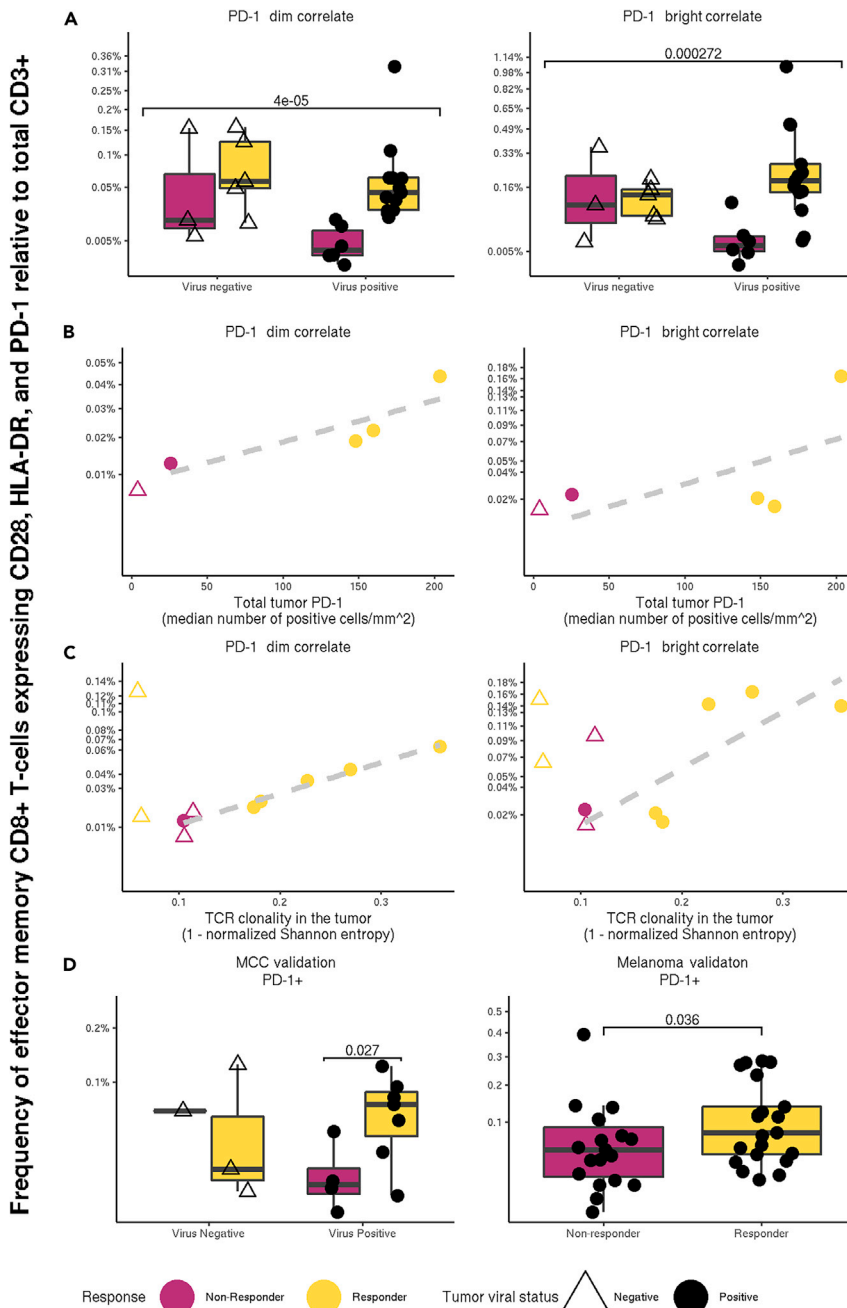 Frequency of effector memory CD8+ T-cells expressing CD28, HLA-DR, and PD-1 relative to total CD3+
A
PD-1 dim correlate
0.36%
0.31%
0.25%
0.2%
0.15%
0.1%
0.05%
0.005%
4e-05
Virus negative
Virus positive
PD-1 bright correlate
1.14%
0.98%
0.82%
0.65%
0.49%
0.33%
0.16%
0.005%
0.000272
Virus negative
Virus positive
B
PD-1 dim correlate
0.05%
0.04%
0.03%
0.02%
0.01%
0 50 100 150 200
Total tumor PD-1
(median number of positive cells/mm^2)
PD-1 bright correlate
0.18%
0.16%
0.14%
0.13%
0.11%
0.09%
0.07%
0.05%
0.04%
0.02%
0 50 100 150 200
Total tumor PD-1
(median number of positive cells/mm^2)
C
PD-1 dim correlate
0.14%
0.12%
0.11%
0.1%
0.08%
0.07%
0.06%
0.04%
0.03%
0.01%
0.1 0.2 0.3
TCR clonality in the tumor
(1 - normalized Shannon entropy)
PD-1 bright correlate
0.18%
0.16%
0.14%
0.13%
0.11%
0.09%
0.07%
0.05%
0.04%
0.02%
0.1 0.2 0.3
TCR clonality in the tumor
(1 - normalized Shannon entropy)
D
MCC validation
PD-1+
0.2%
0.1%
0.027
Virus Negative
Virus Positive
Melanoma validaton
PD-1+
0.5
0.4
0.3
0.2
0.1
0.036
Non-responder
Responder
Response Non-Responder Responder Tumor viral status Negative Positive